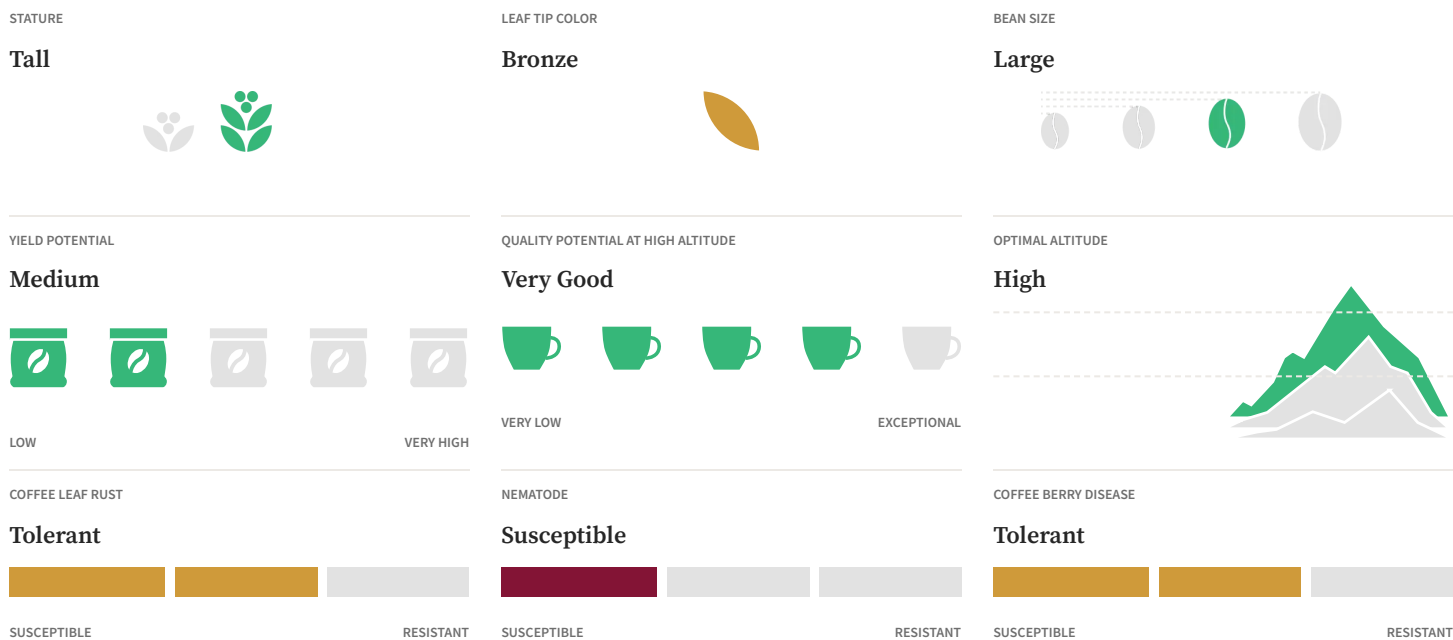 STATURE
Tall
LEAF TIP COLOR
Bronze
BEAN SIZE
Large
YIELD POTENTIAL
Medium
LOW VERY HIGH
QUALITY POTENTIAL AT HIGH ALTITUDE
Very Good
VERY LOW EXCEPTIONAL
OPTIMAL ALTITUDE
High
COFFEE LEAF RUST
Tolerant
SUSCEPTIBLE RESISTANT
NEMATODE
Susceptible
SUSCEPTIBLE RESISTANT
COFFEE BERRY DISEASE
Tolerant
SUSCEPTIBLE RESISTANT